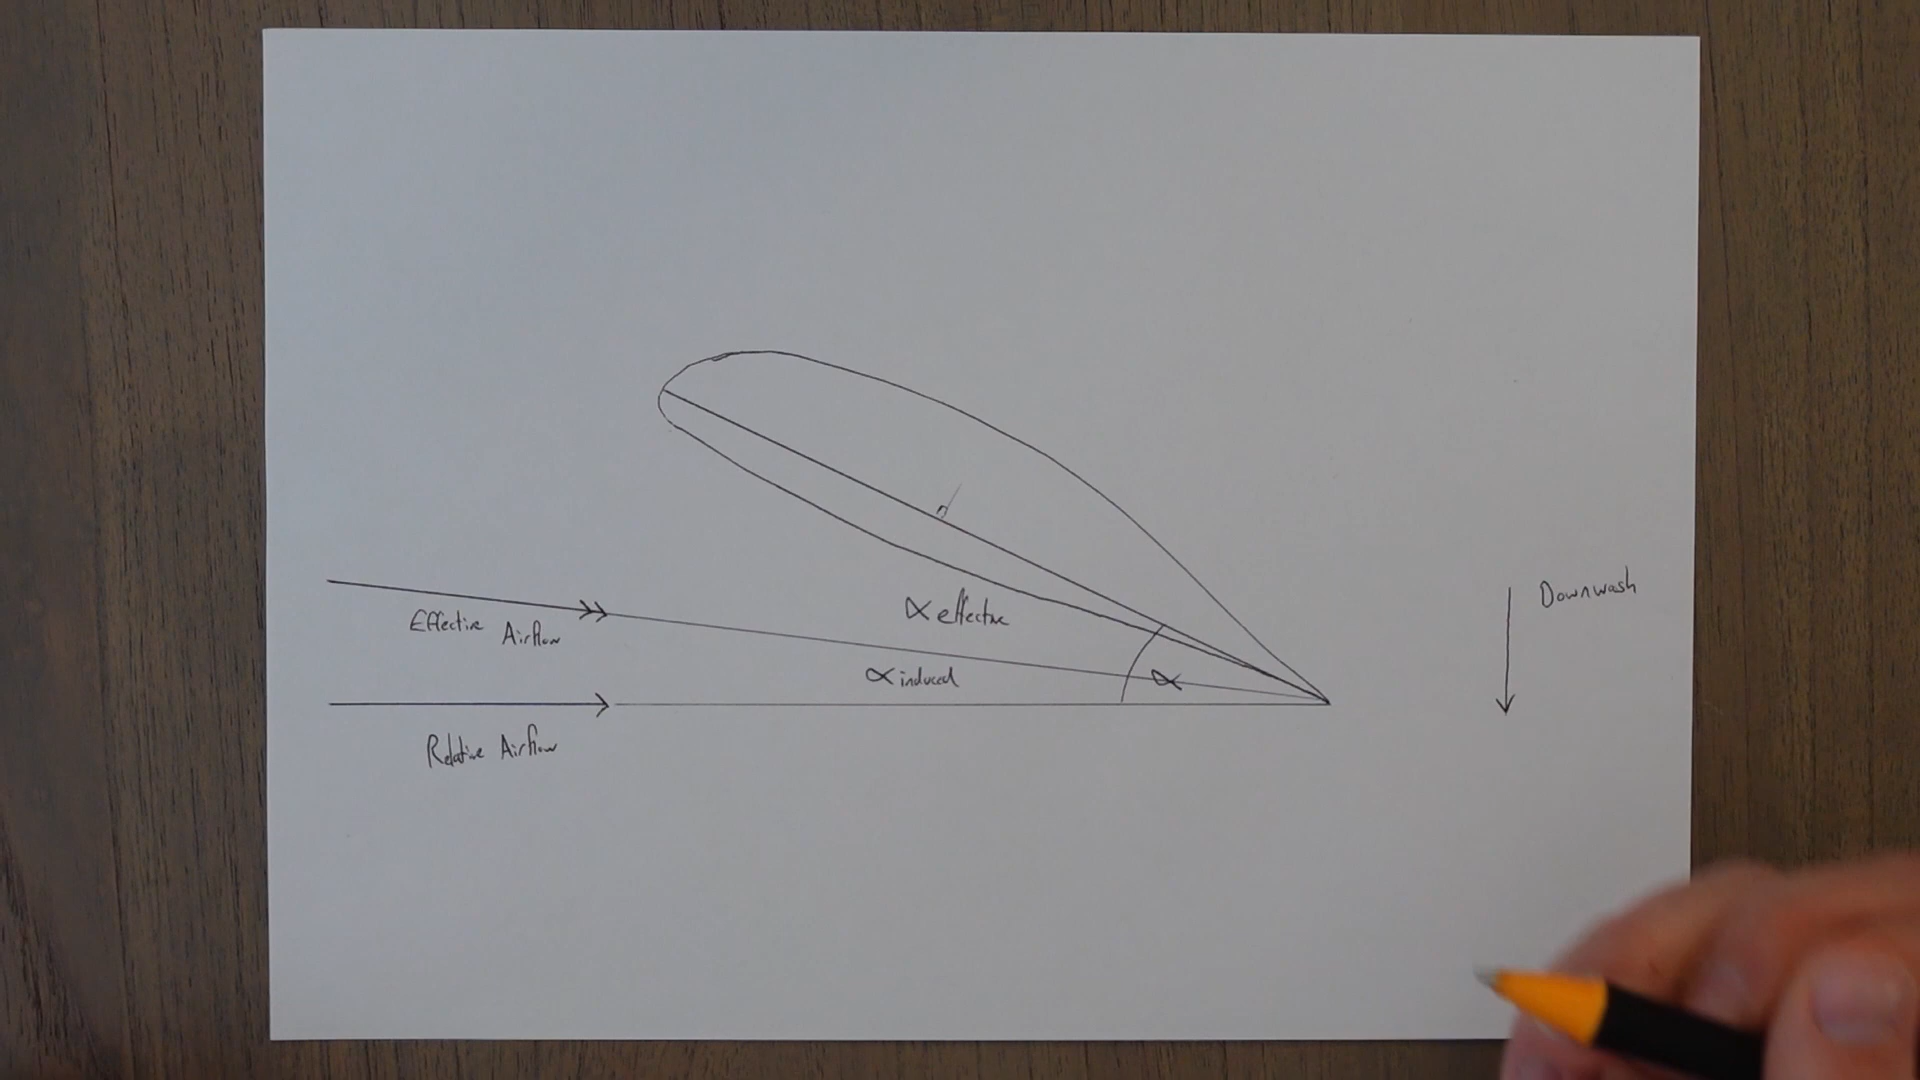 Downwash
α effective
Effective
Airflow
α induced
α
Relative Airflow